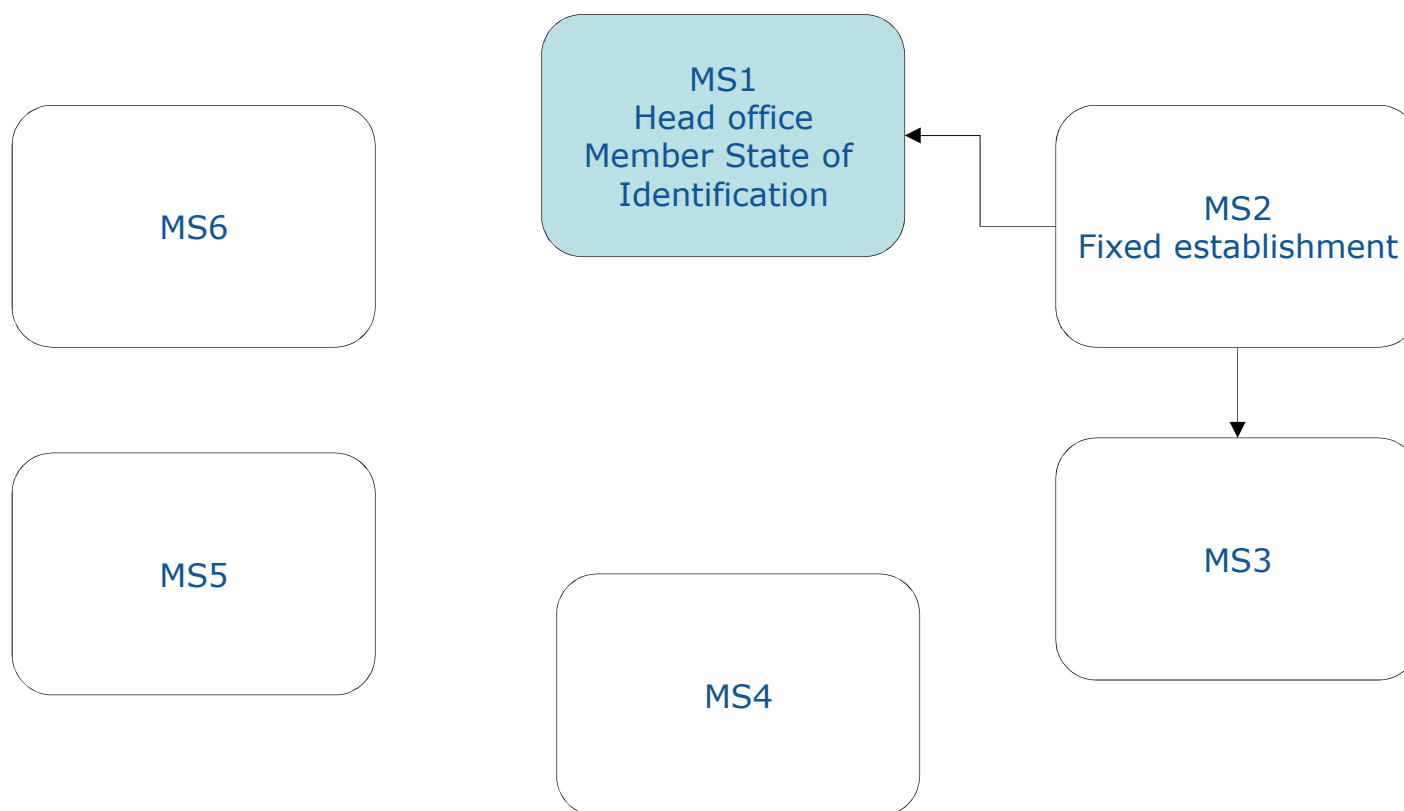 MS1
Head office
Member State of
Identification
MS6
MS2
Fixed establishment
MS5
MS3
MS4